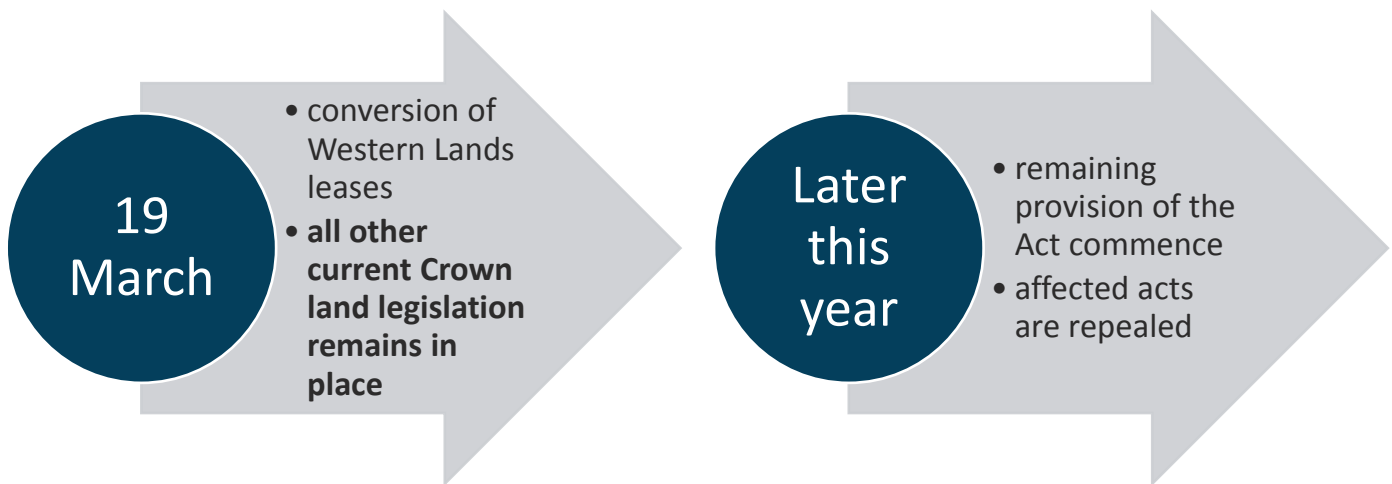 19
March
• conversion of
Western Lands
leases
• all other
current Crown
land legislation
remains in
place
Later
this
year
• remaining
provision of the
Act commence
• affected acts
are repealed